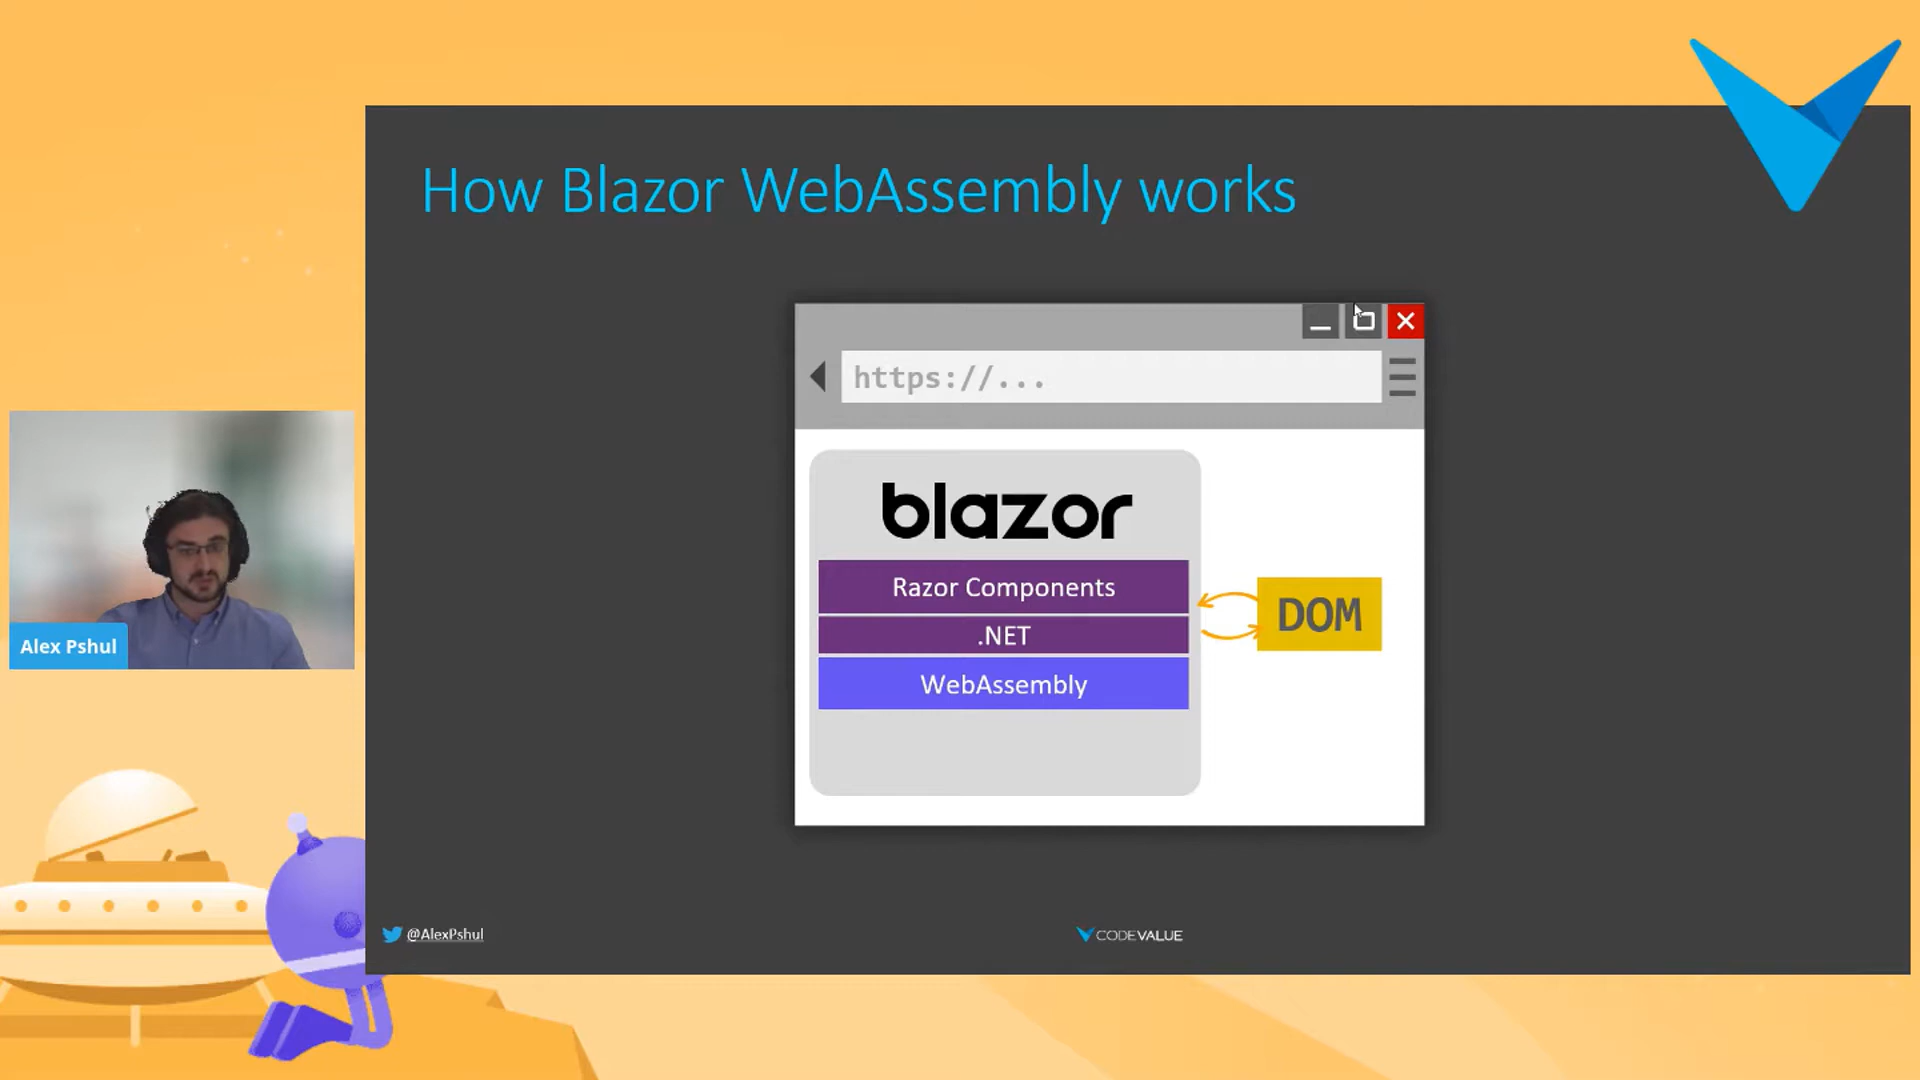 How Blazor WebAssembly works
https://...
blazor
Razor Components
.NET
WebAssembly
DOM
Alex Pshul
@AlexPshul
CODEVALUE